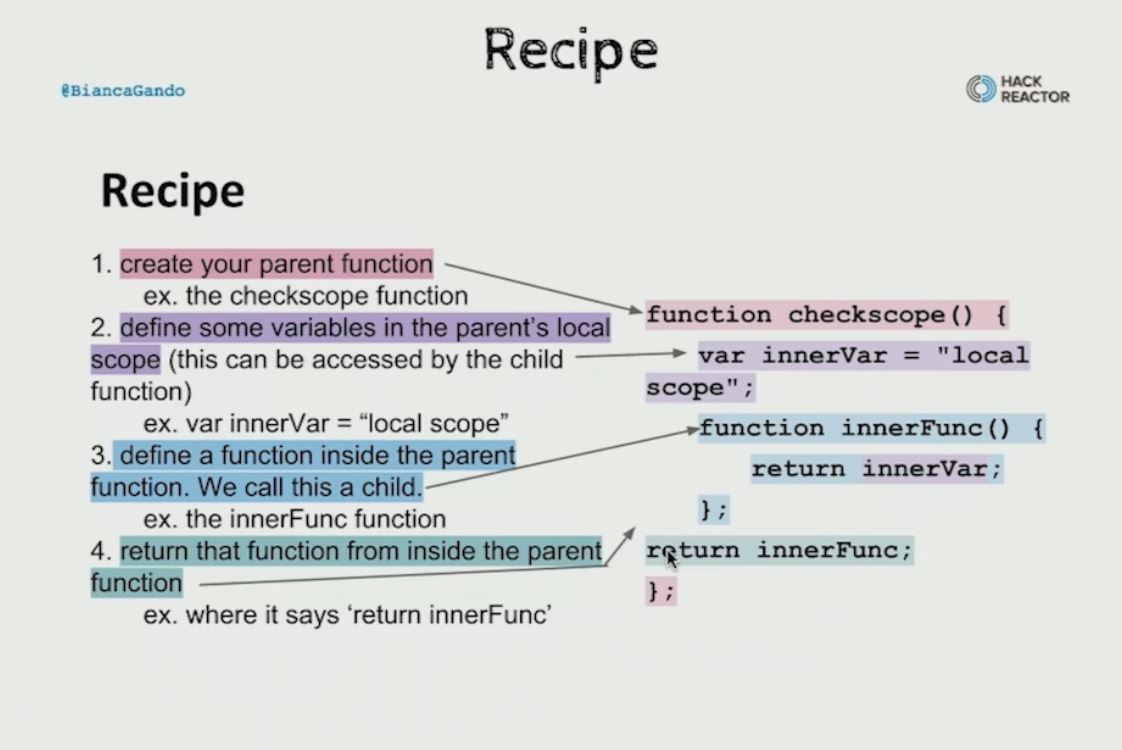 Recipe
@BiancaGando
HACK
REACTOR
Recipe
1. create your parent function
ex. the checkscope function
2. define some variables in the parent's local
scope (this can be accessed by the child
function)
ex. var innerVar = “local scope”
3. define a function inside the parent
function. We call this a child.
ex. the innerFunc function
4. return that function from inside the parent
function
ex. where it says ‘return innerFunc’
function checkscope() {
var innerVar = "local
scope";
function innerFunc() {
return innerVar;
};
return innerFunc;
};